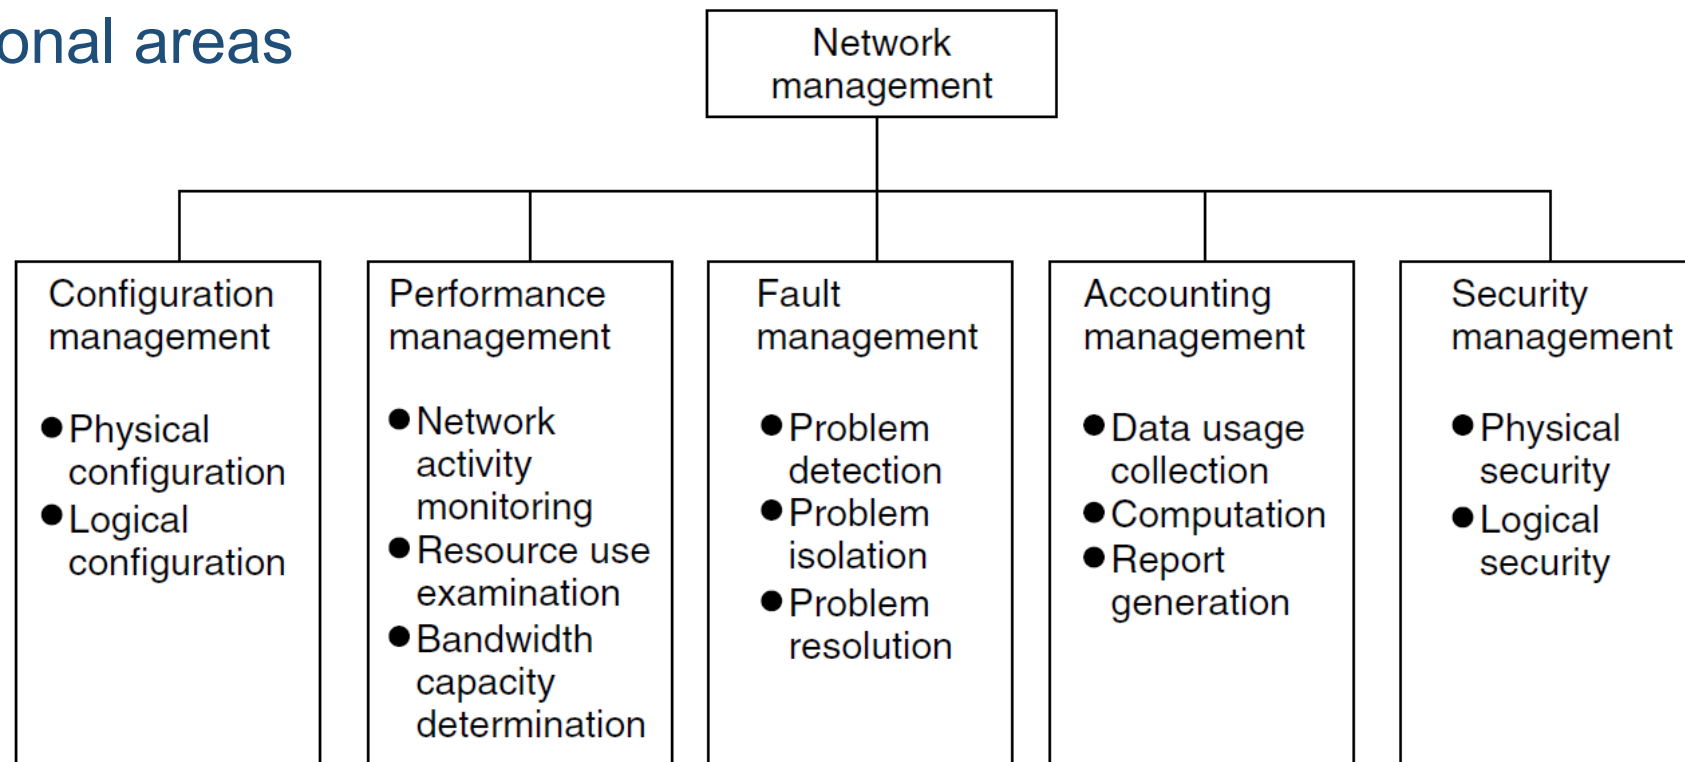 onal areas
Network
management
Configuration
management
● Physical
configuration
● Logical
configuration
Performance
management
● Network
activity
monitoring
● Resource use
examination
● Bandwidth
capacity
determination
Fault
management
● Problem
detection
● Problem
isolation
● Problem
resolution
Accounting
management
● Data usage
collection
● Computation
● Report
generation
Security
management
● Physical
security
● Logical
security